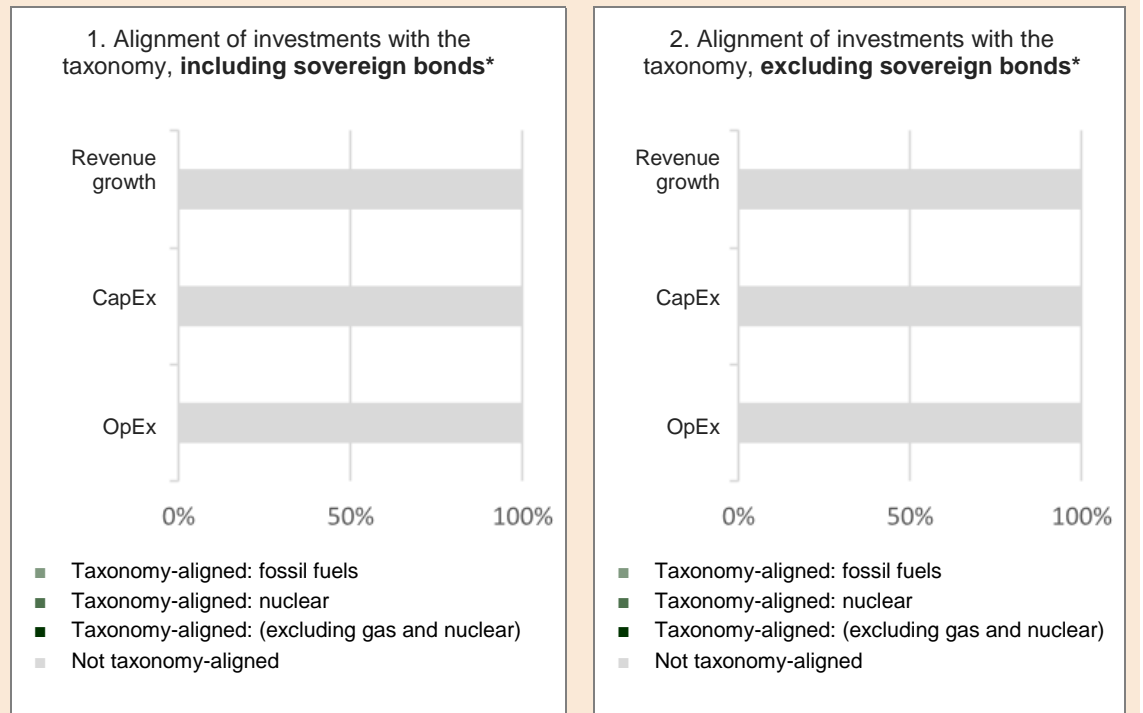 1. Alignment of investments with the
taxonomy, including sovereign bonds*
Revenue
growth
CapEx
OpEx
0% 50% 100%
Taxonomy-aligned: fossil fuels
Taxonomy-aligned: nuclear
Taxonomy-aligned: (excluding gas and nuclear)
Not taxonomy-aligned
2. Alignment of investments with the
taxonomy, excluding sovereign bonds*
Revenue
growth
CapEx
OpEx
0% 50% 100%
Taxonomy-aligned: fossil fuels
Taxonomy-aligned: nuclear
Taxonomy-aligned: (excluding gas and nuclear)
Not taxonomy-aligned